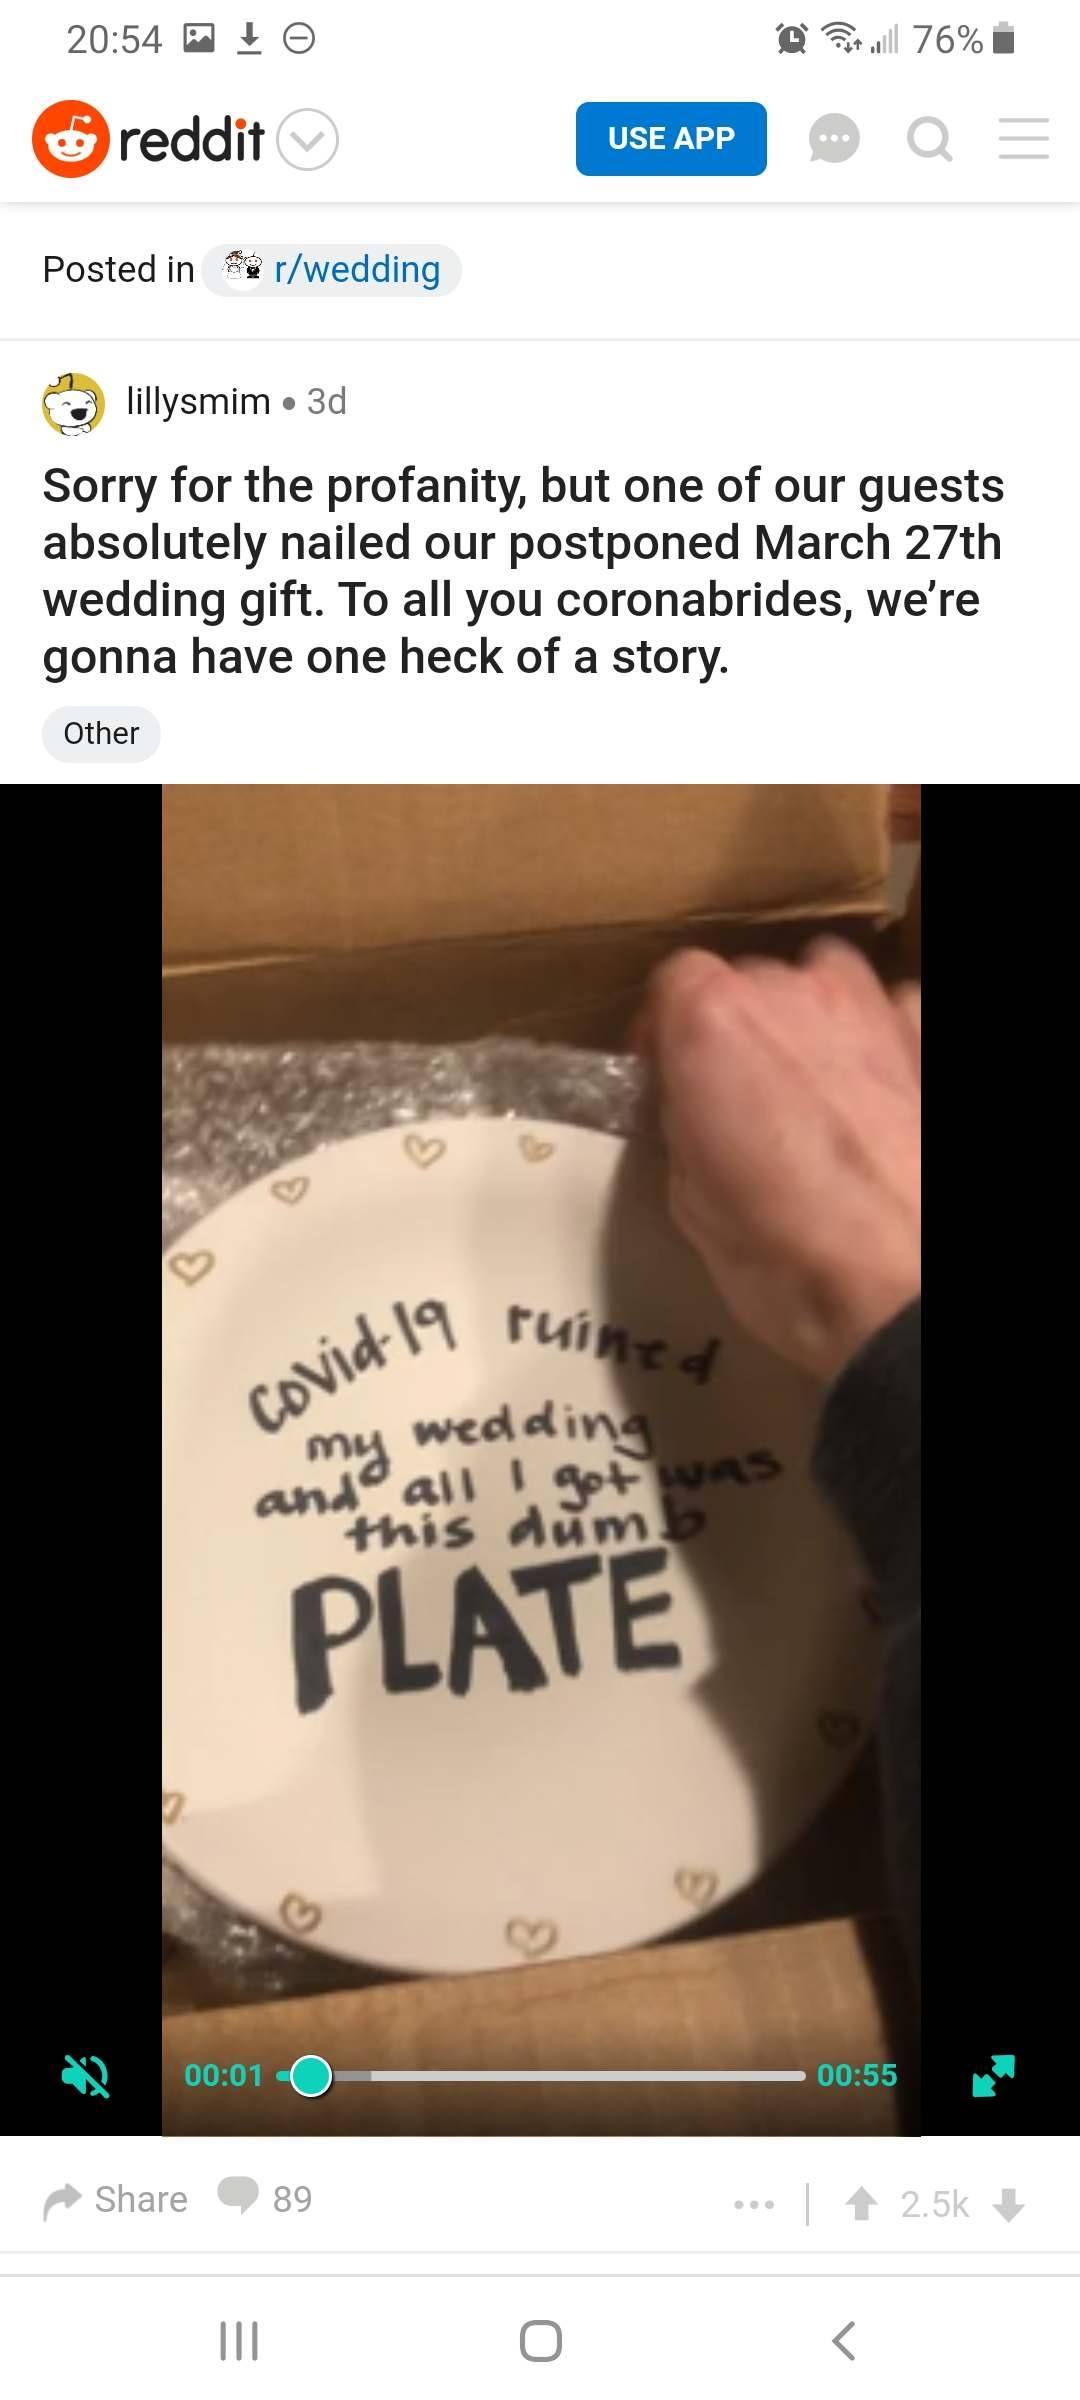 20:54 76%
reddit USE APP
Posted in r/wedding
lillysmim • 3d
Sorry for the profanity, but one of our guests
absolutely nailed our postponed March 27th
wedding gift. To all you coronabrides, we’re
gonna have one heck of a story.
Other
covid-19 ruined
my wedding
and all I got was
this dumb
PLATE
00:01 00:55
Share 89 2.5k